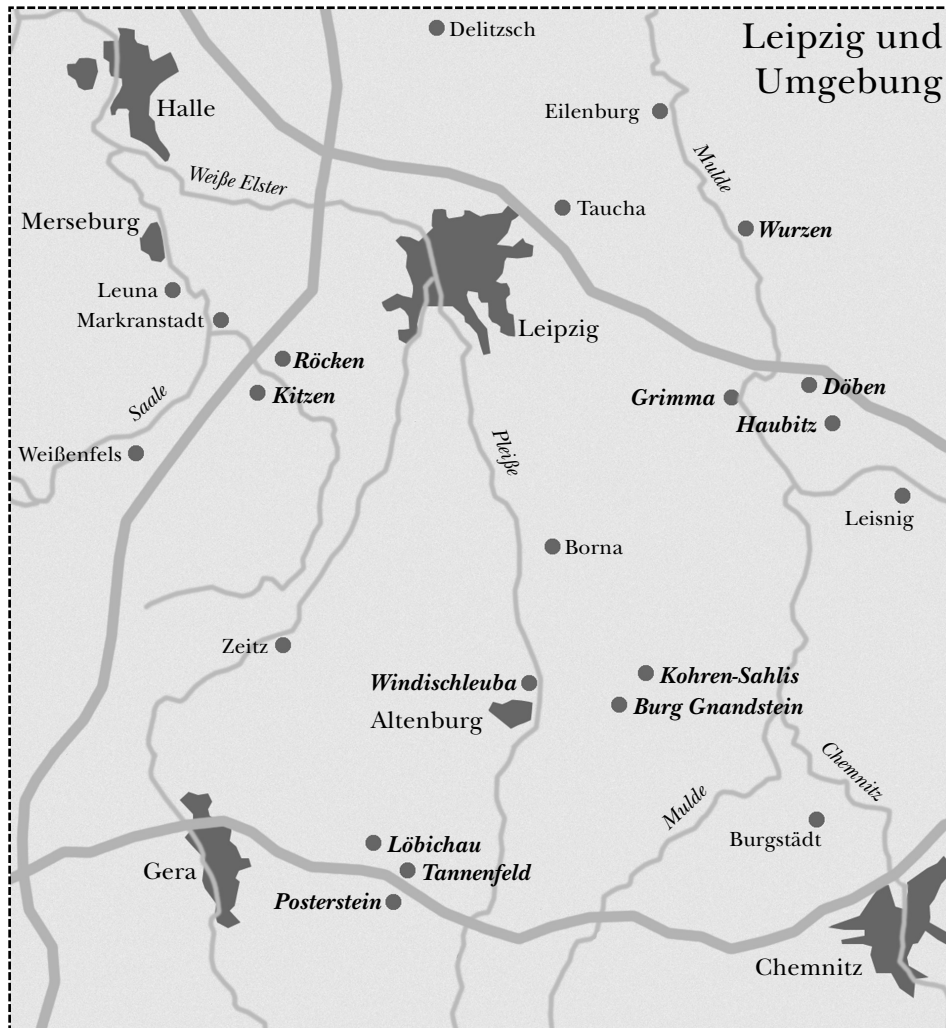 Leipzig und
Umgebung
Delitzsch
Halle
Eilenburg
Mulde
Weiße Elster
Taucha
Merseburg
Wurzen
Leuna
Markranstadt
Leipzig
Röcken
Kitzen
Döben
Grimma
Saale
Haubitz
Pleiße
Weißenfels
Leisnig
Borna
Zeitz
Kohren-Sahlis
Windischleuba
Burg Gnandstein
Altenburg
Chemnitz
Mulde
Burgstädt
Löbichau
Gera
Tannenfeld
Posterstein
Chemnitz